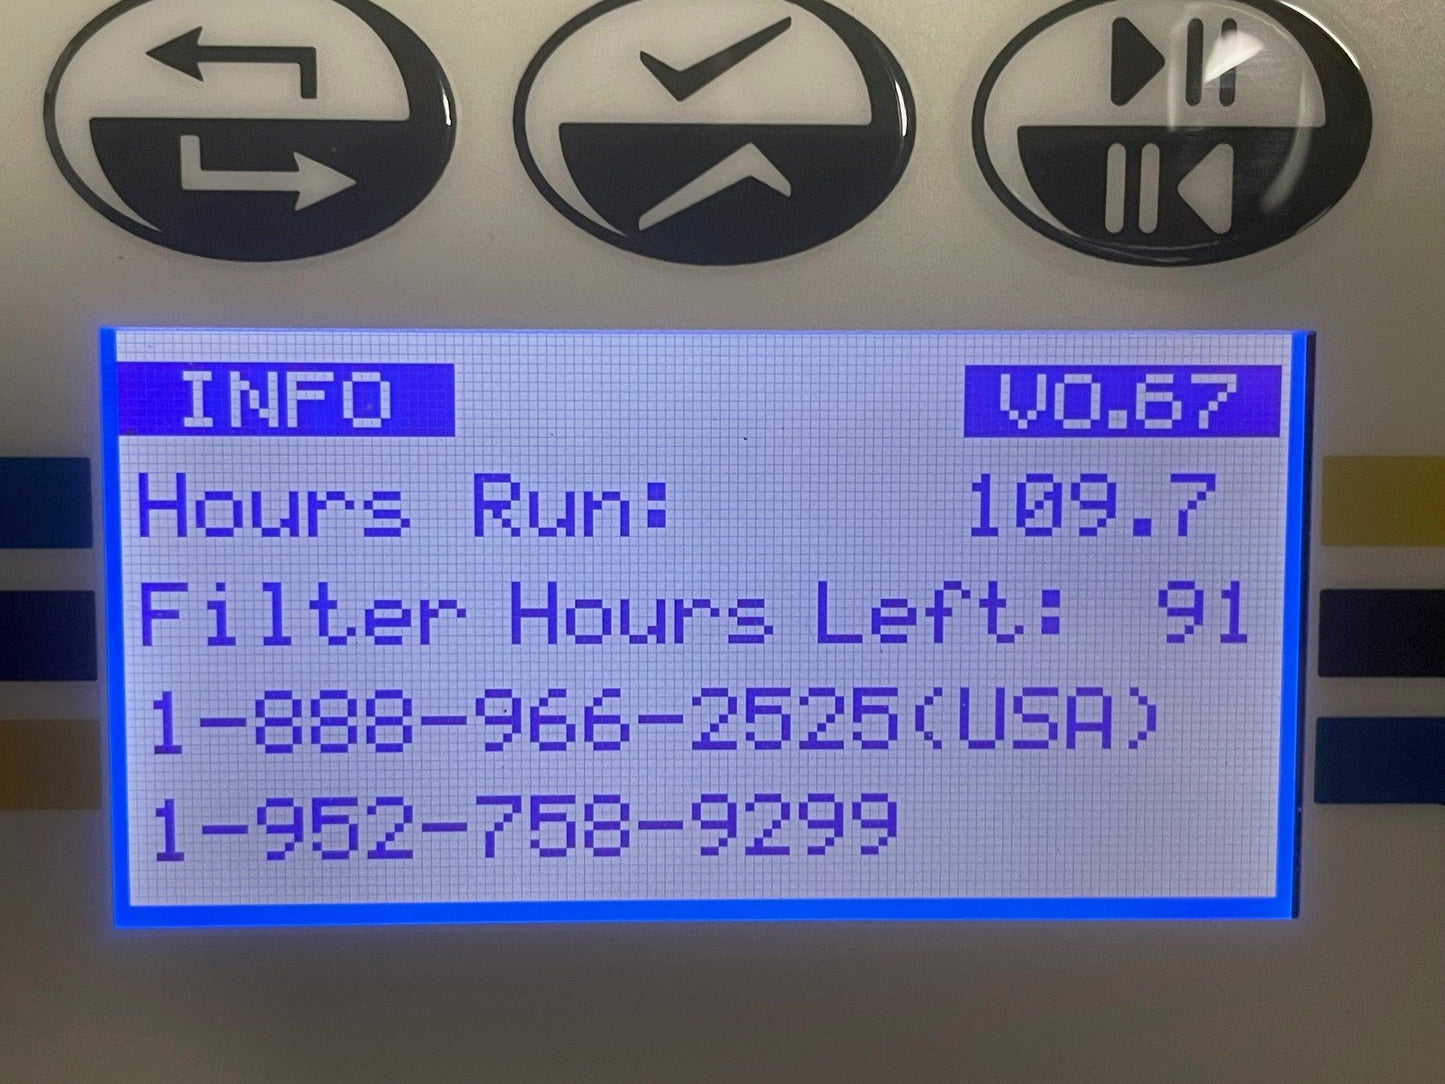 INFO V0.67
Hours Run: 109.7
Filter Hours Left: 91
1-888-966-2525(USA)
1-952-758-9299